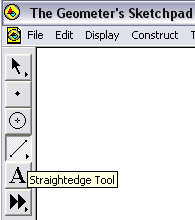 The Geometer's Sketchpad
File Edit Display Construct T
A
Straightedge Tool